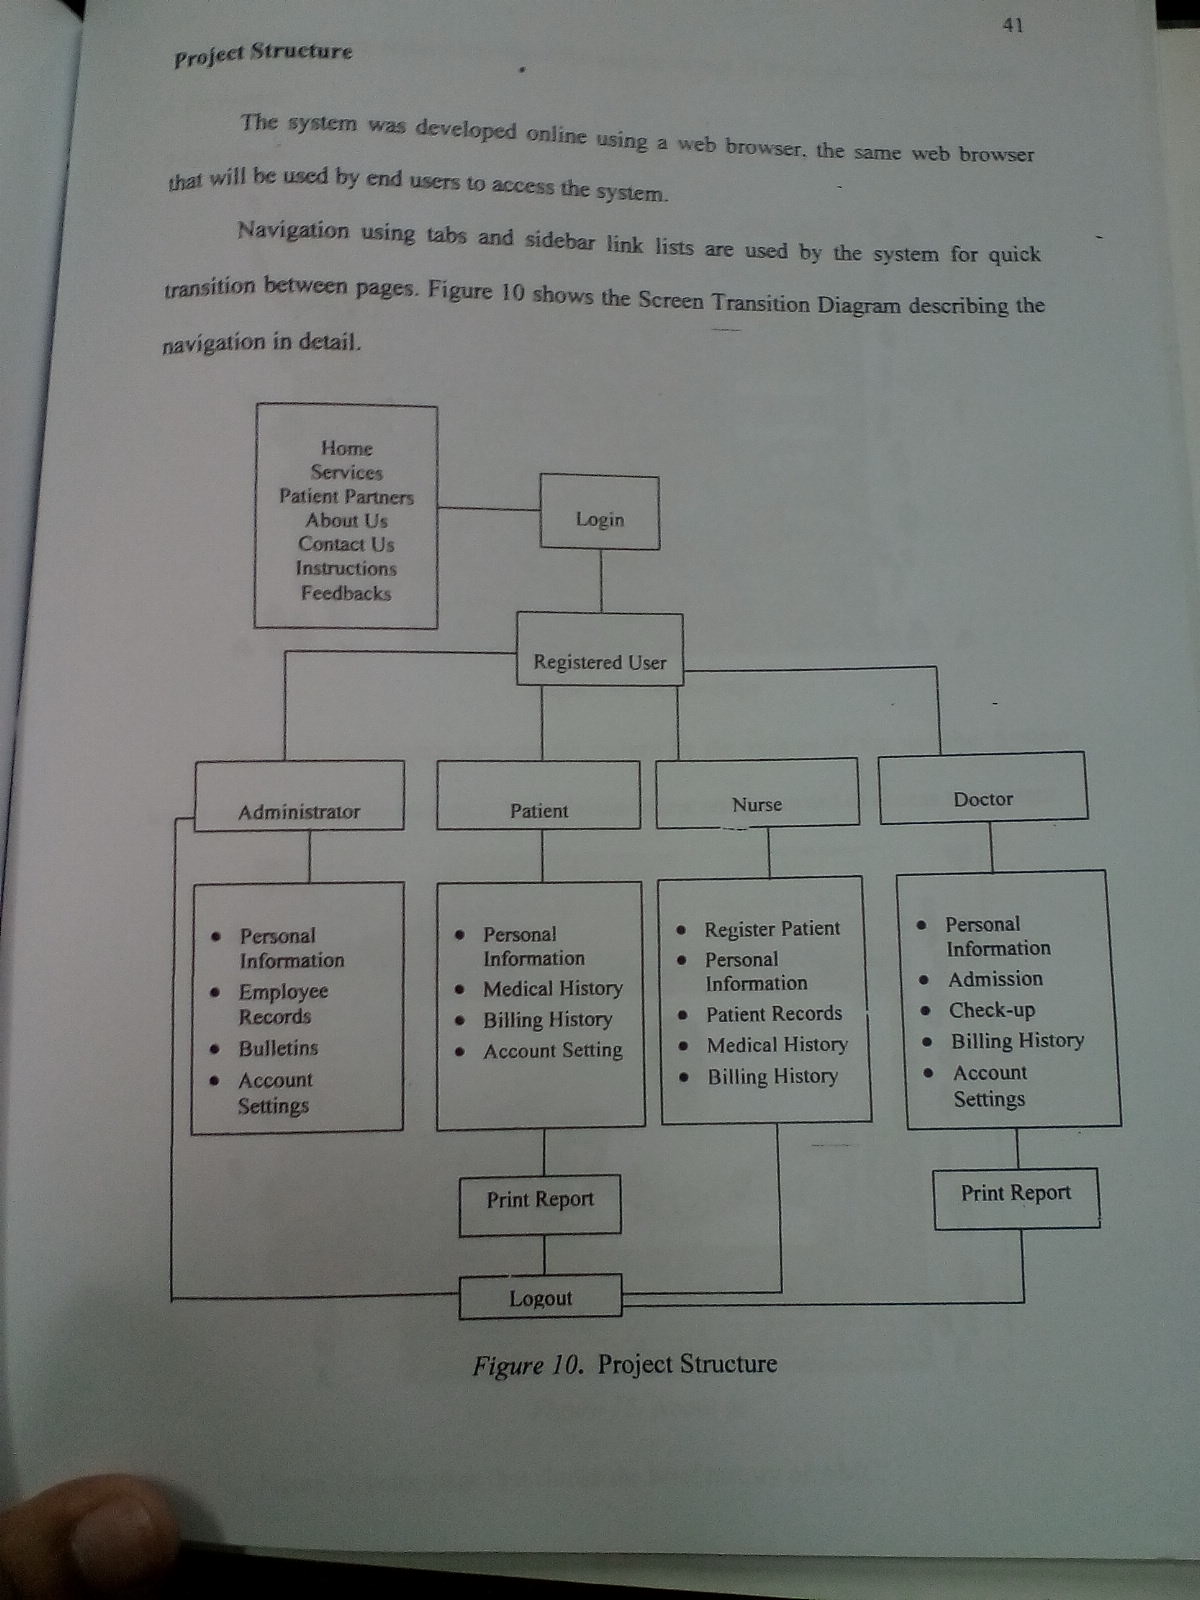 41
Project Structure
The system was developed online using a web browser, the same web browser
that will be used by end users to access the system.
Navigation using tabs and sidebar link lists are used by the system for quick
transition between pages. Figure 10 shows the Screen Transition Diagram describing the
navigation in detail.
Home
Services
Patient Partners
About Us
Contact Us
Instructions
Feedbacks
Login
Registered User
Administrator
Patient
Nurse
Doctor
• Personal
Information
• Employee
Records
• Bulletins
• Account
Settings
• Personal
Information
• Medical History
• Billing History
• Account Setting
• Register Patient
• Personal
Information
• Patient Records
• Medical History
• Billing History
• Personal
Information
• Admission
• Check-up
• Billing History
• Account
Settings
Print Report
Print Report
Logout
Figure 10. Project Structure